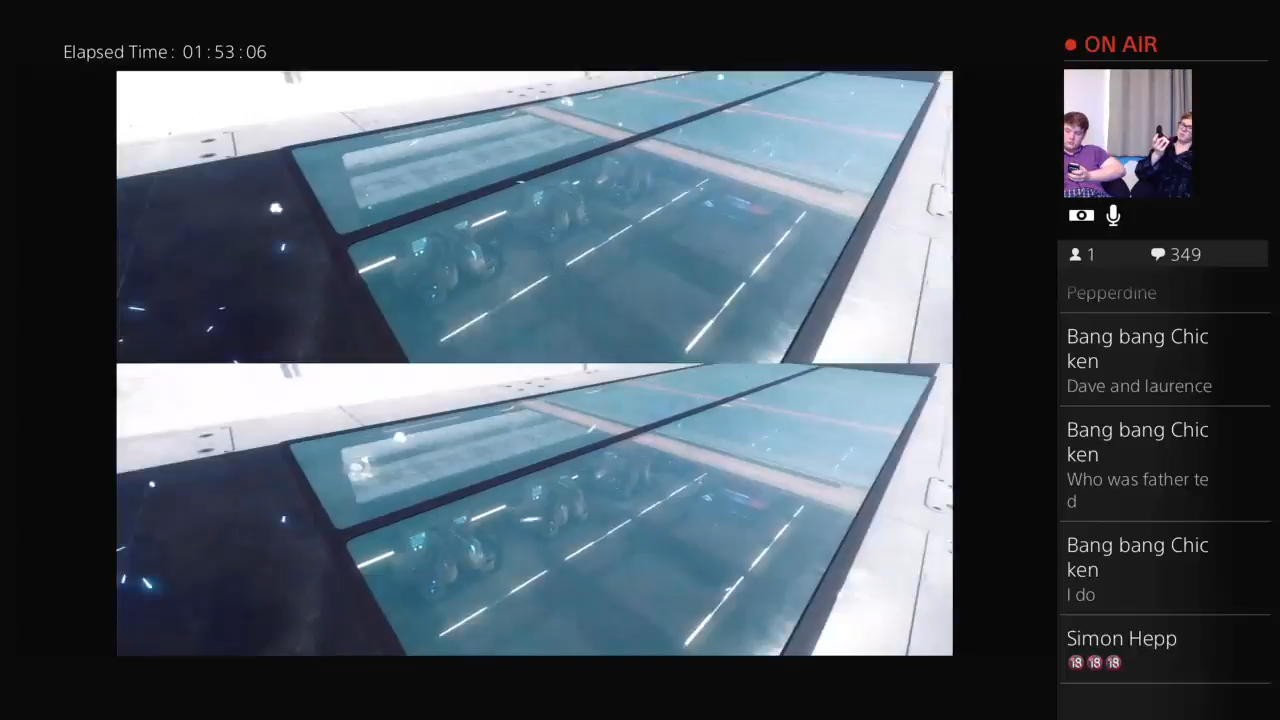 Elapsed Time: 01:53:06
ON AIR
1 349
Pepperdine
Bang bang Chic
ken
Dave and laurence
Bang bang Chic
ken
Who was father te
d
Bang bang Chic
ken
I do
Simon Hepp
🔞🔞🔞